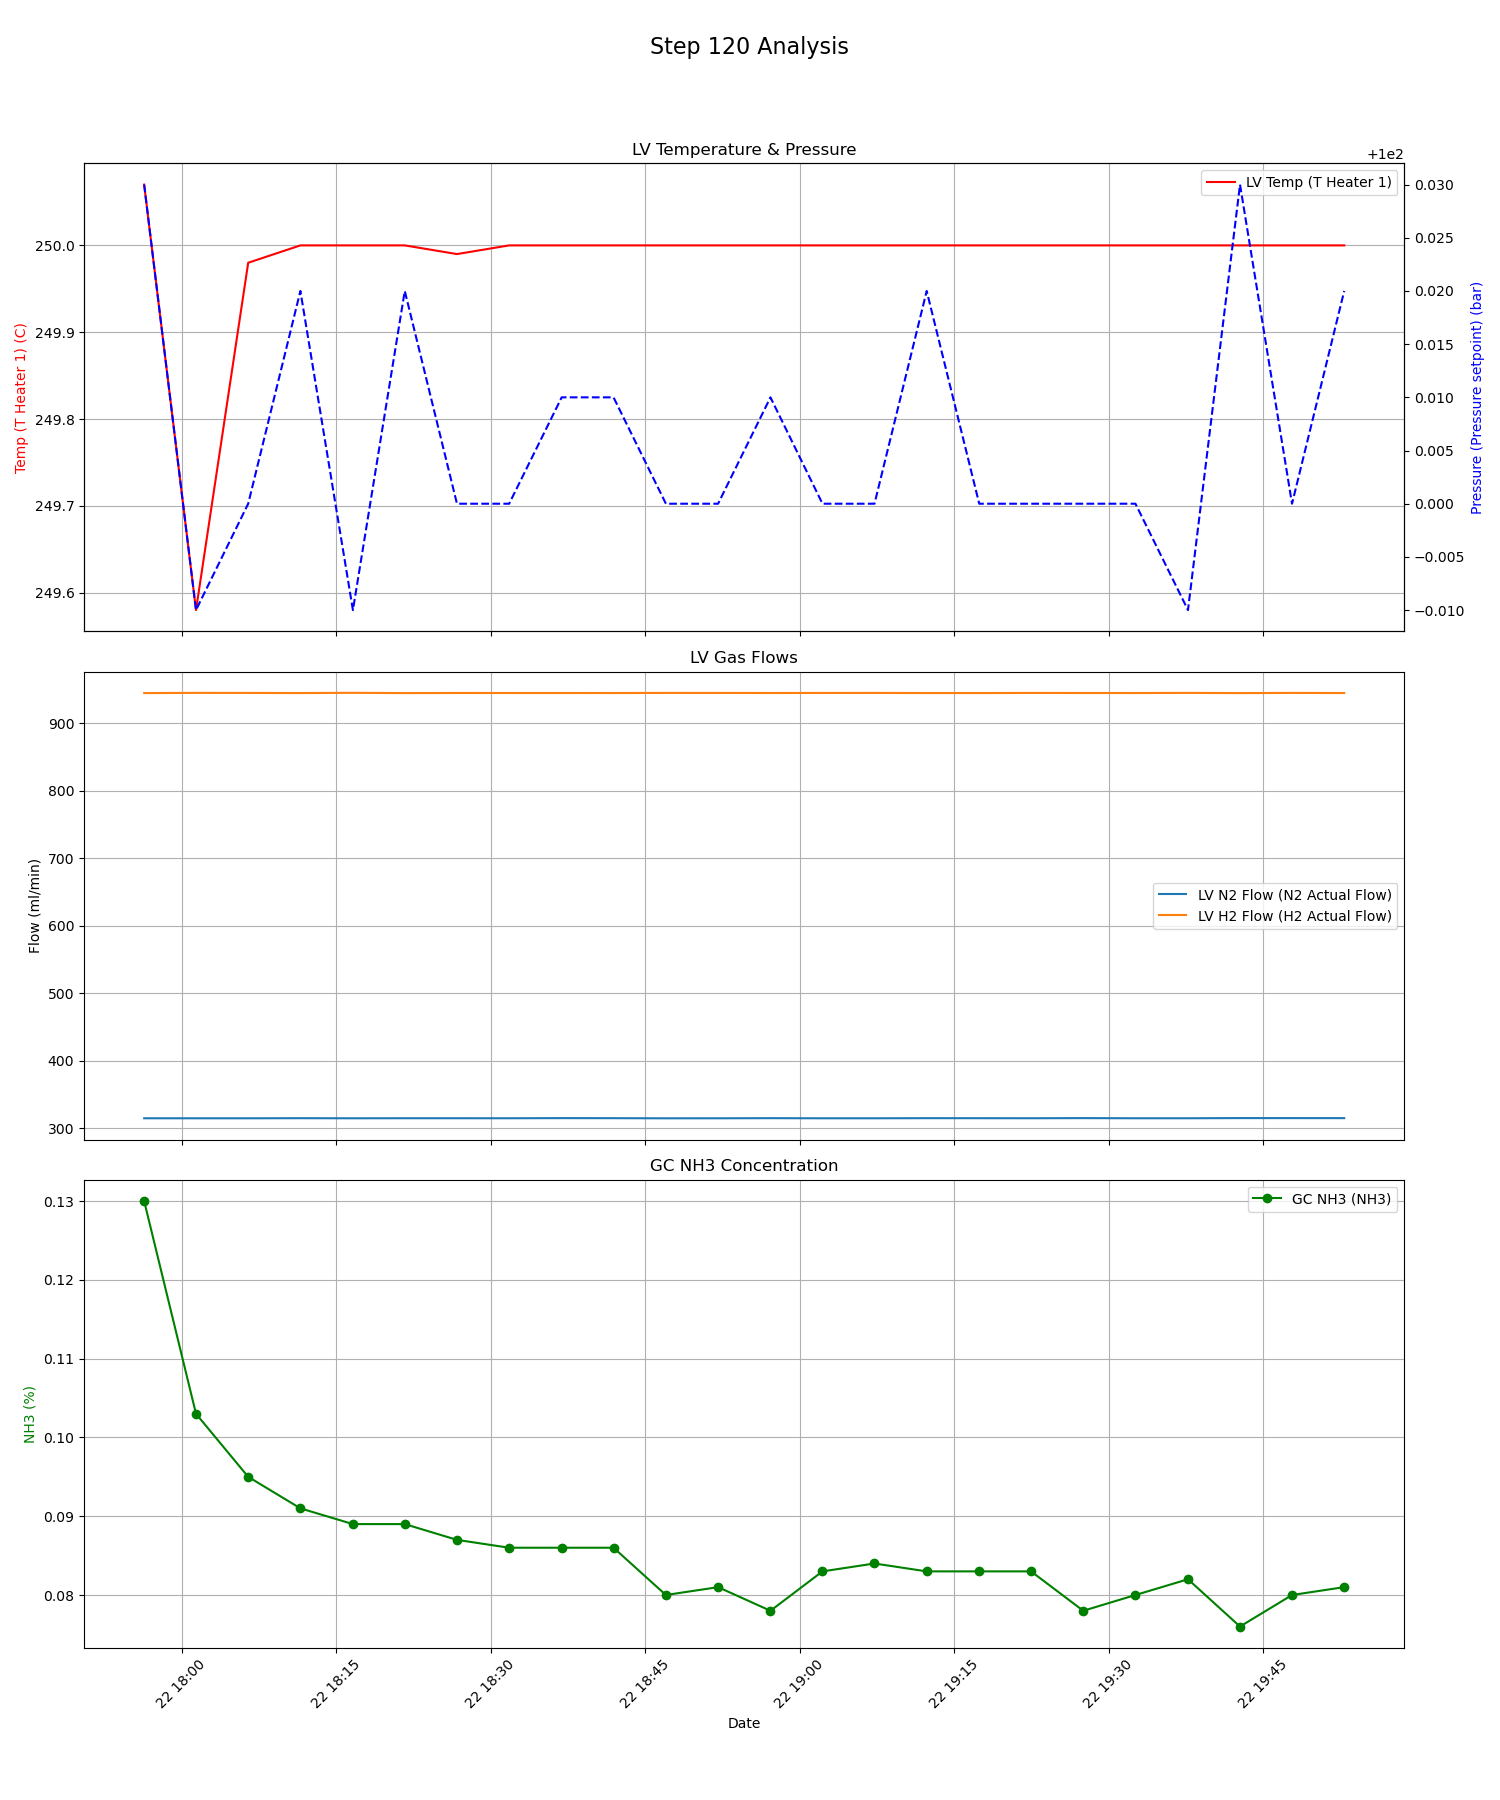 Step 120 Analysis
LV Temperature & Pressure
+1e2
LV Temp (T Heater 1)
Temp (T Heater 1) (C)
250.0
249.9
249.8
249.7
249.6
Pressure (Pressure setpoint) (bar)
0.030
0.025
0.020
0.015
0.010
0.005
0.000
−0.005
−0.010
LV Gas Flows
Flow (ml/min)
900
800
700
600
500
400
300
LV N2 Flow (N2 Actual Flow)
LV H2 Flow (H2 Actual Flow)
GC NH3 Concentration
GC NH3 (NH3)
NH3 (%)
0.13
0.12
0.11
0.10
0.09
0.08
22 18:00
22 18:15
22 18:30
22 18:45
22 19:00
22 19:15
22 19:30
22 19:45
Date